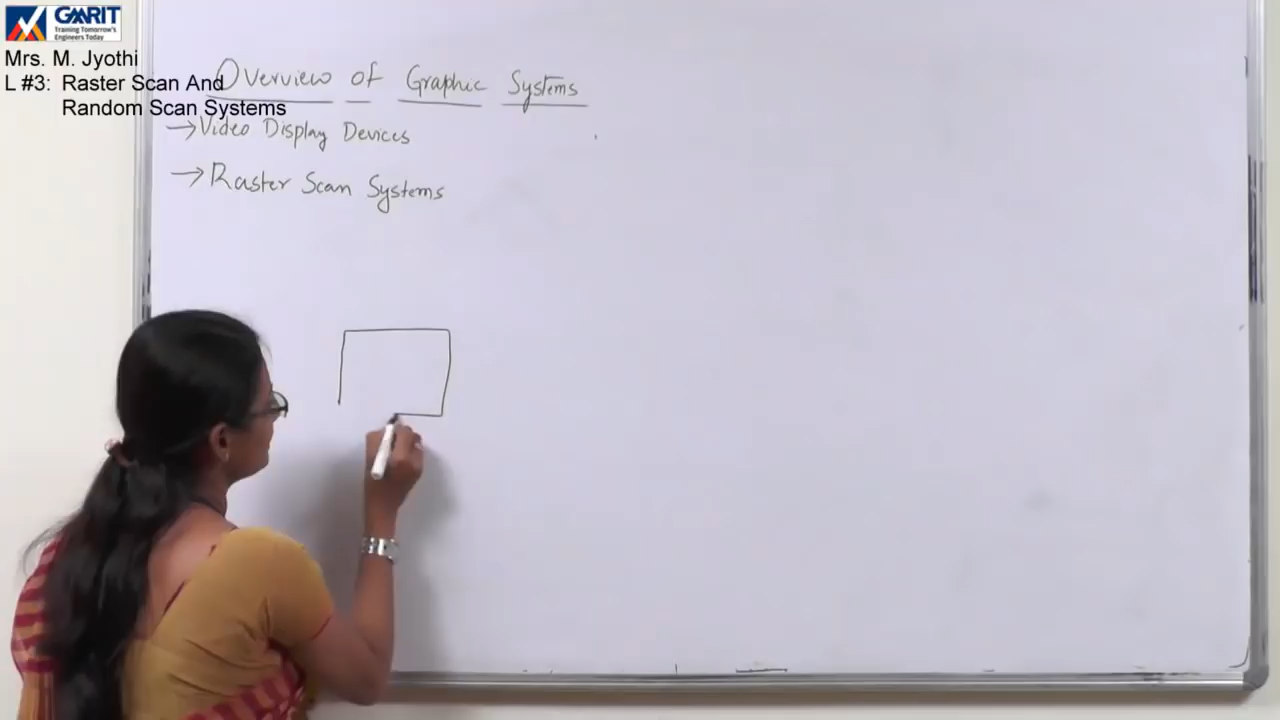 GMRIT
Training Tomorrow's
Engineers Today
Mrs. M. Jyothi
L #3: Raster Scan And
Random Scan Systems
Overview of Graphic Systems
→Video Display Devices
→Raster Scan Systems